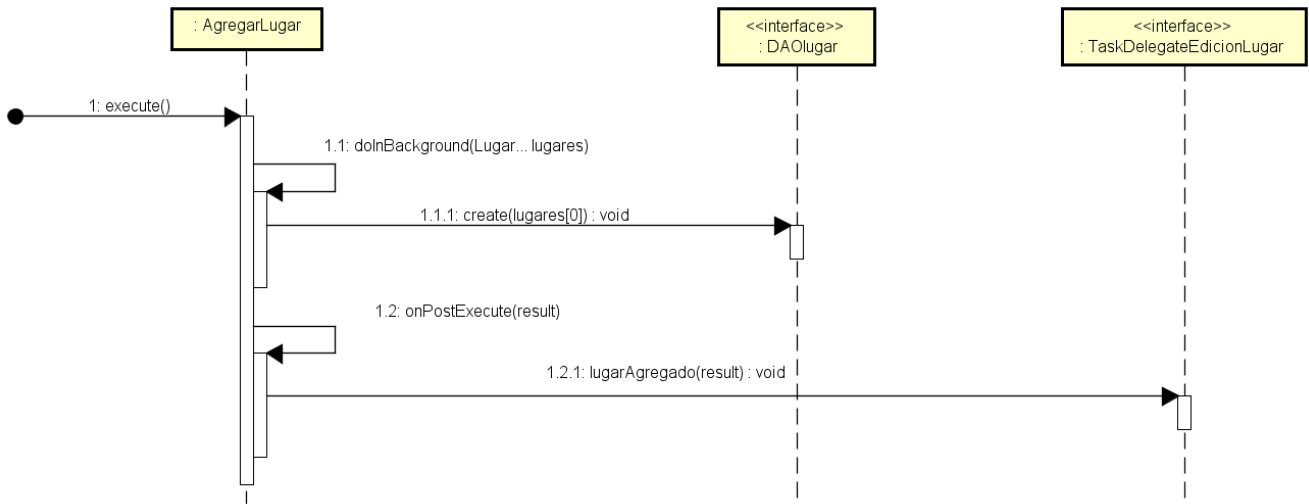 : AgregarLugar
<<interface>>
: DAOlugar
<<interface>>
: TaskDelegateEdicionLugar
1: execute()
1.1: doInBackground(Lugar... lugares)
1.1.1: create(lugares[0]) : void
1.2: onPostExecute(result)
1.2.1: lugarAgregado(result) : void